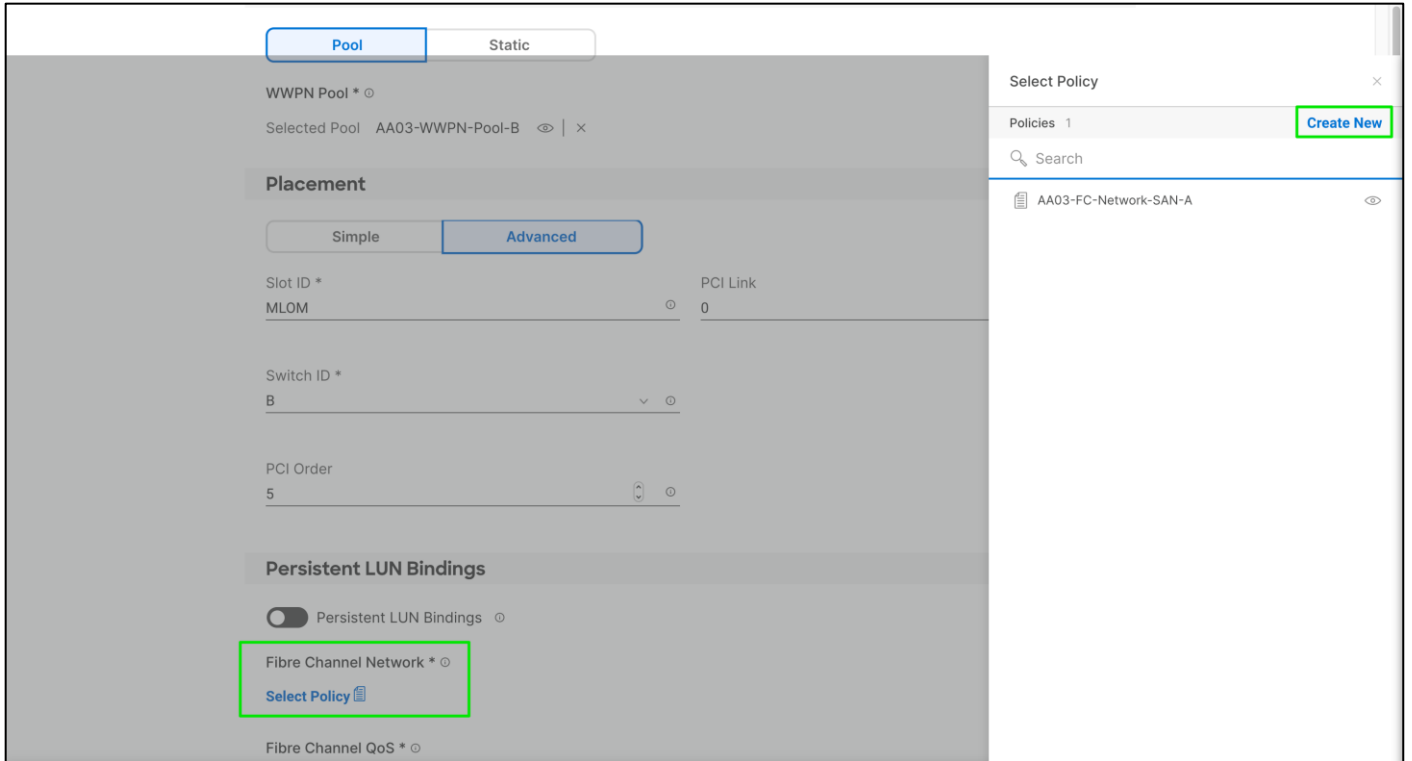 Pool
Static
WWPN Pool *
Selected Pool AA03-WWPN-Pool-B
Placement
Simple
Advanced
Slot ID *
MLOM
PCI Link
0
Switch ID *
B
PCI Order
5
Persistent LUN Bindings
Persistent LUN Bindings
Fibre Channel Network *
Select Policy
Fibre Channel QoS *
Select Policy
Policies 1
Create New
Search
AA03-FC-Network-SAN-A